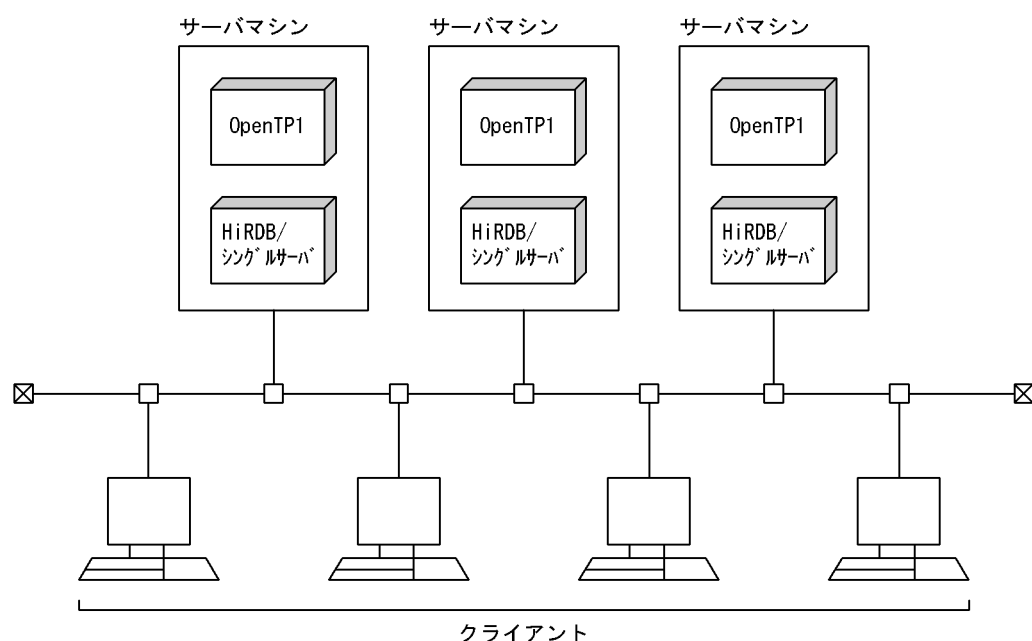 サーバマシン
サーバマシン
サーバマシン
OpenTP1
OpenTP1
OpenTP1
HiRDB/
シングルサーバ
HiRDB/
シングルサーバ
HiRDB/
シングルサーバ
クライアント